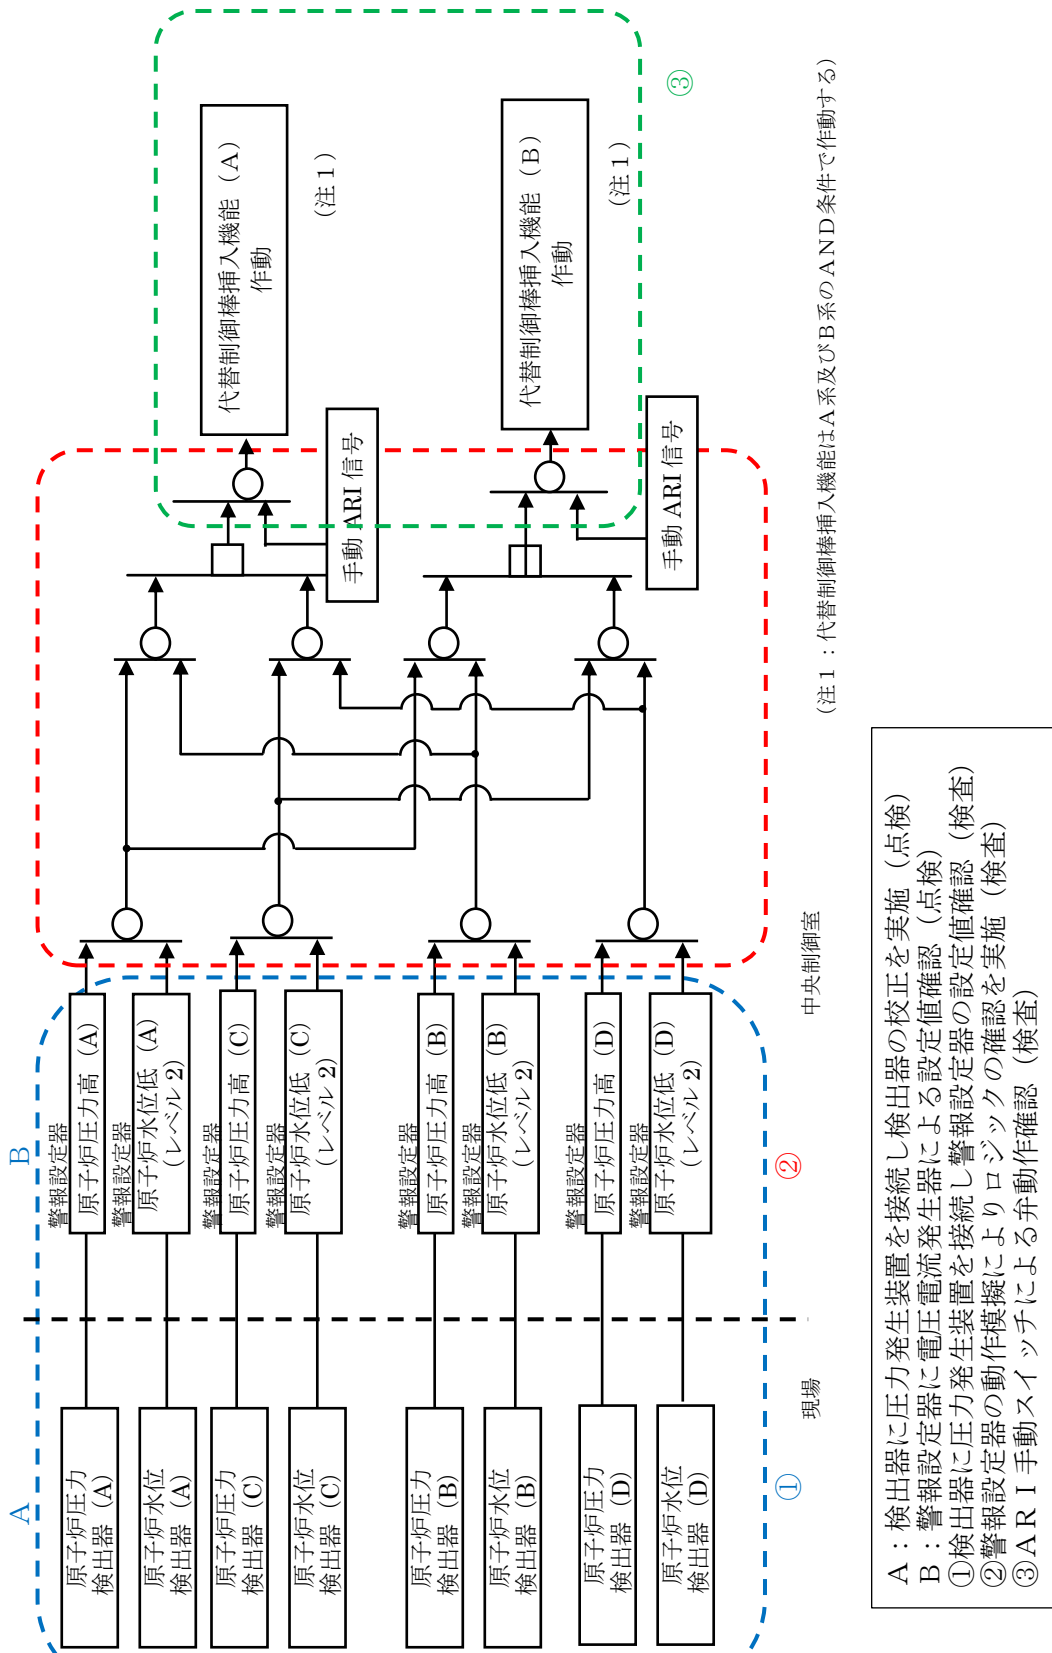 A
B
原子炉圧力
検出器 (A)
原子炉水位
検出器 (A)
原子炉圧力
検出器 (C)
原子炉水位
検出器 (C)
原子炉圧力
検出器 (B)
原子炉水位
検出器 (B)
原子炉圧力
検出器 (D)
原子炉水位
検出器 (D)
警報設定器
原子炉圧力高 (A)
警報設定器
原子炉水位低 (A)
(レベル 2)
警報設定器
原子炉圧力高 (C)
警報設定器
原子炉水位低 (C)
(レベル 2)
警報設定器
原子炉圧力高 (B)
警報設定器
原子炉水位低 (B)
(レベル 2)
警報設定器
原子炉圧力高 (D)
警報設定器
原子炉水位低 (D)
(レベル 2)
手動 ARI 信号
手動 ARI 信号
代替制御棒挿入機能 (A)
作動
(注1)
代替制御棒挿入機能 (B)
作動
(注1)
①
②
③
現場
中央制御室
(注1:代替制御棒挿入機能はA系及びB系のAND条件で作動する)
A:検出器に圧力発生装置を接続し検出器の校正を実施(点検)
B:警報設定器に電圧電流発生器による設定値確認(点検)
①検出器に圧力発生装置を接続し警報設定器の設定値確認(検査)
②警報設定器の動作模擬によりロジックの確認を実施(検査)
③ARI手動スイッチによる弁動作確認(検査)